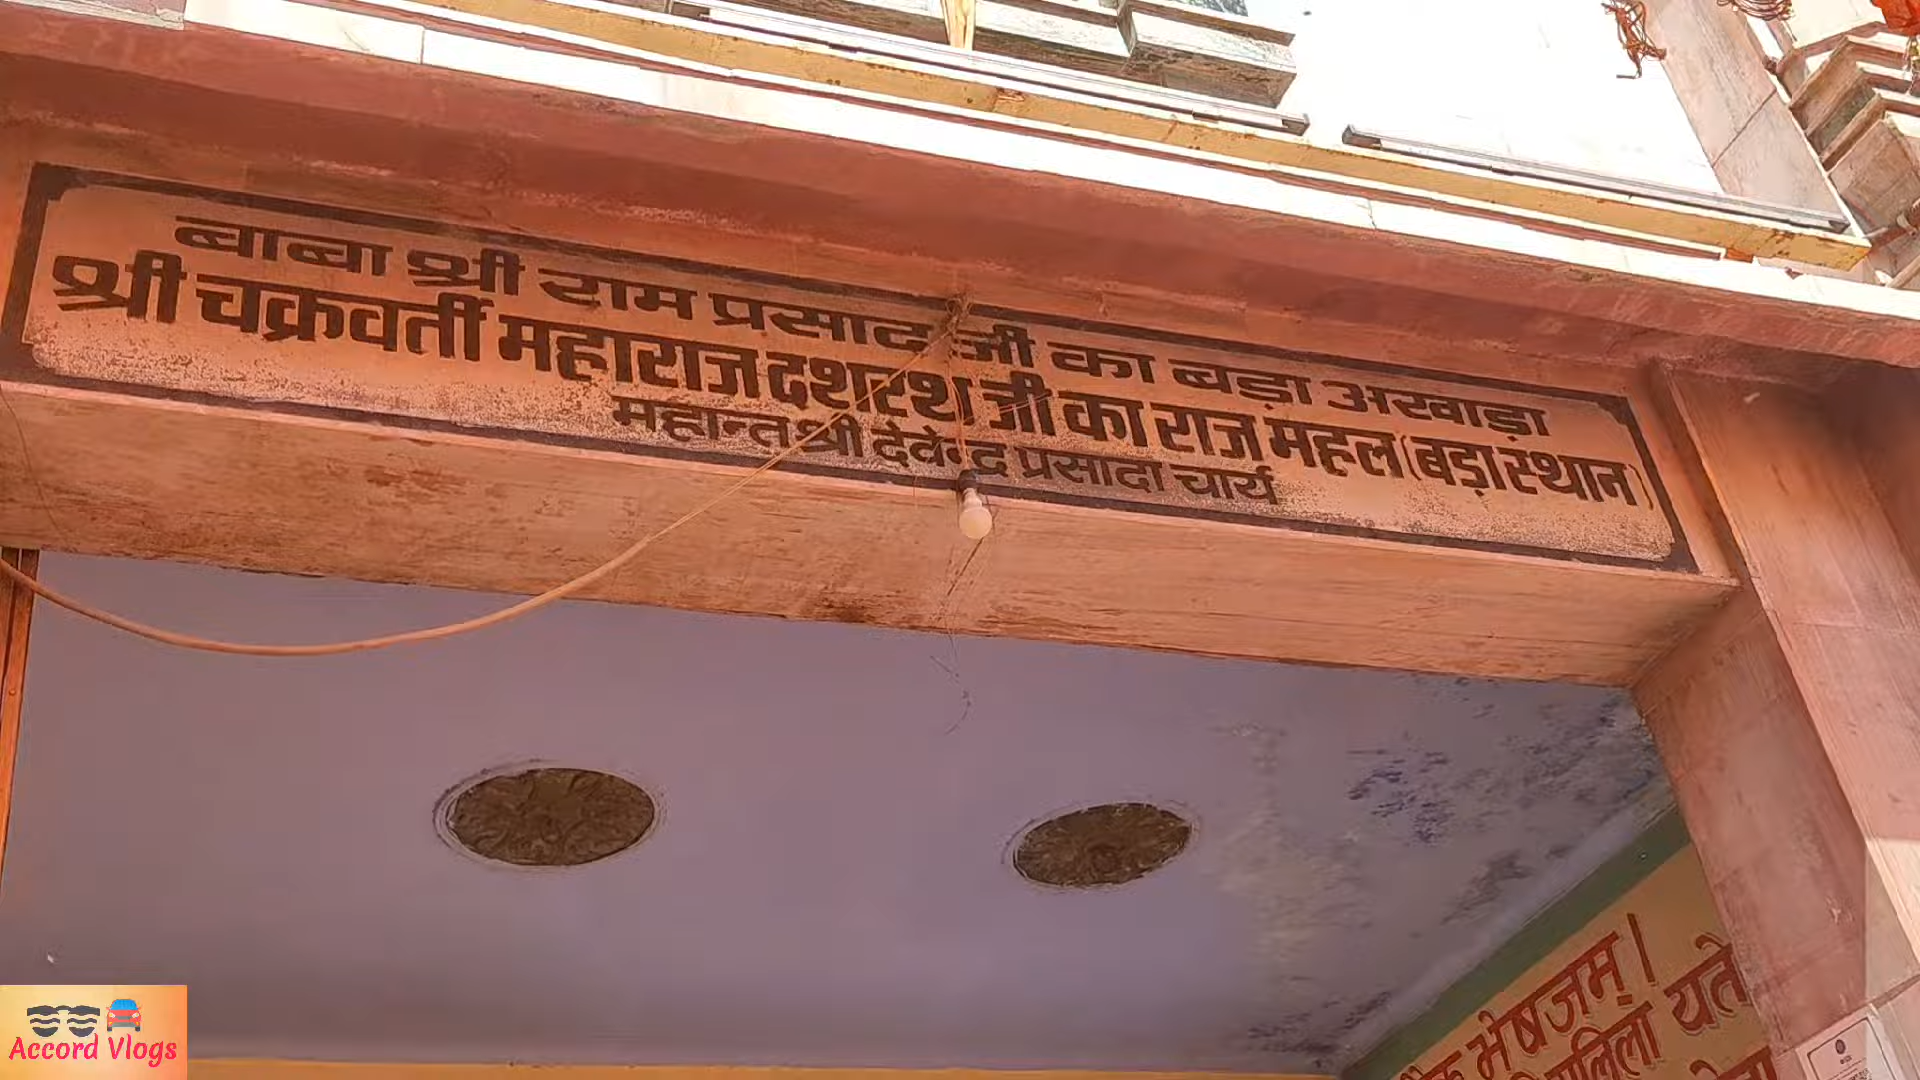 बाबा श्री राम प्रसाद जी का बड़ा अखाड़ा
श्री चक्रवर्ती महाराज दशरथ जी का राज महल (बड़ा स्थान)
महान्त श्री देवेन्द्र प्रसादा चार्य
भेषजम्।
यते
Accord Vlogs